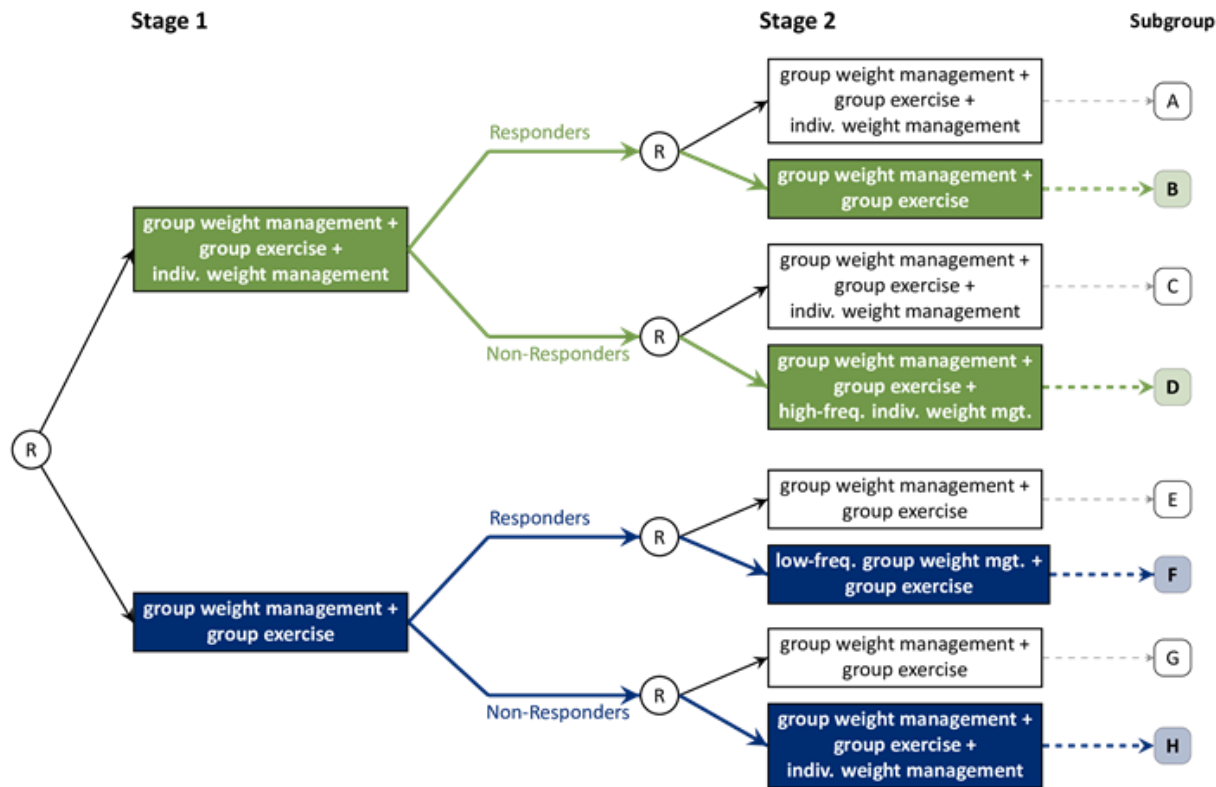 Stage 1
Stage 2
Subgroup
group weight management +
group exercise +
indiv. weight management
A
Responders
R
group weight management +
group exercise
B
group weight management +
group exercise +
indiv. weight management
group weight management +
group exercise +
indiv. weight management
C
R
Non-Responders
group weight management +
group exercise +
high-freq. indiv. weight mgt.
D
R
group weight management +
group exercise
E
Responders
R
low-freq. group weight mgt. +
group exercise
F
group weight management +
group exercise
group weight management +
group exercise
G
R
Non-Responders
group weight management +
group exercise +
indiv. weight management
H